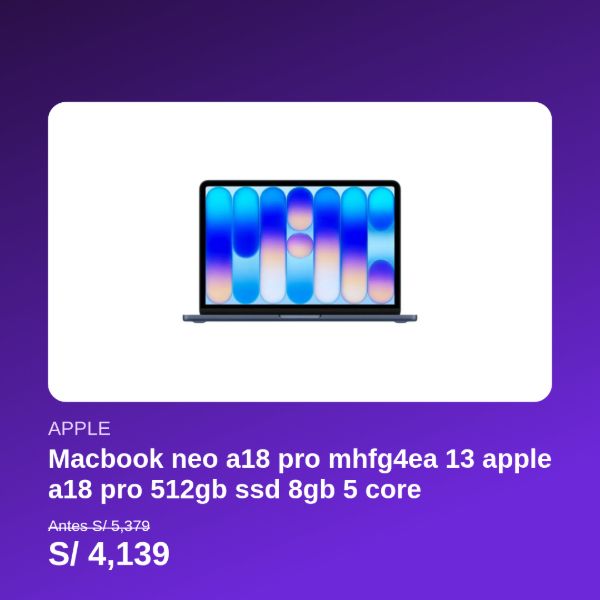 APPLE
Macbook neo a18 pro mhfg4ea 13 apple
a18 pro 512gb ssd 8gb 5 core
Antes S/ 5,379
S/ 4,139